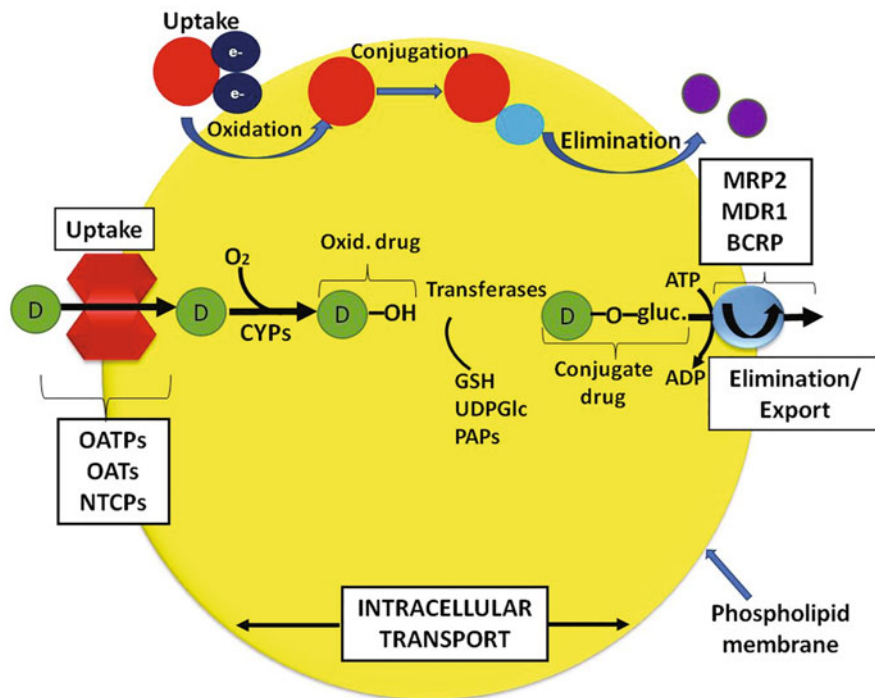 Uptake
e-
e-
Oxidation
Conjugation
Elimination
MRP2
MDR1
BCRP
Uptake
D
D
O2
CYPs
Oxid. drug
D
-OH
Transferases
GSH
UDPGlc
PAPs
D
-O-gluc.
Conjugate
drug
ATP
ADP
Elimination/
Export
OATPs
OATs
NTCPs
INTRACELLULAR
TRANSPORT
Phospholipid
membrane